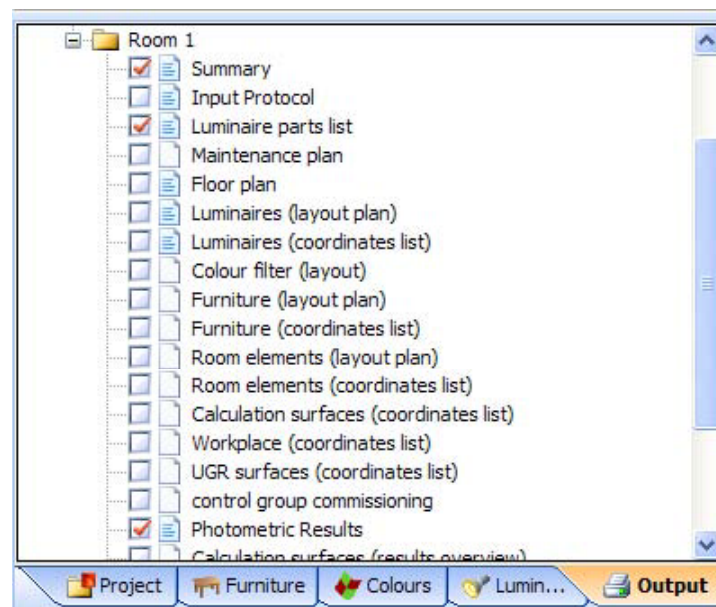 Room 1
Summary
Input Protocol
Luminaire parts list
Maintenance plan
Floor plan
Luminaires (layout plan)
Luminaires (coordinates list)
Colour filter (layout)
Furniture (layout plan)
Furniture (coordinates list)
Room elements (layout plan)
Room elements (coordinates list)
Calculation surfaces (coordinates list)
Workplace (coordinates list)
UGR surfaces (coordinates list)
control group commissioning
Photometric Results
Calculation surfaces (results overview)
Project Furniture Colours Lumin... Output